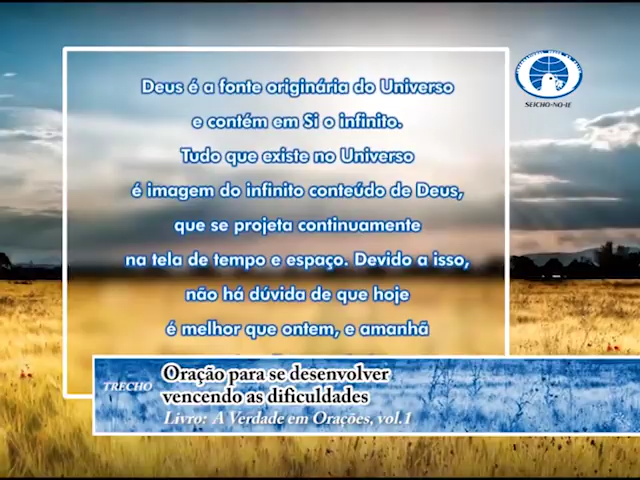 Deus é a fonte originária do Universo
e contém em Si o infinito.
Tudo que existe no Universo
é imagem do infinito conteúdo de Deus,
que se projeta continuamente
na tela de tempo e espaço. Devido a isso,
não há dúvida de que hoje
é melhor que ontem, e amanhã
SEICHO-NO-IE
TRECHO
Oração para se desenvolver
vencendo as dificuldades
Livro: A Verdade em Orações, vol.1